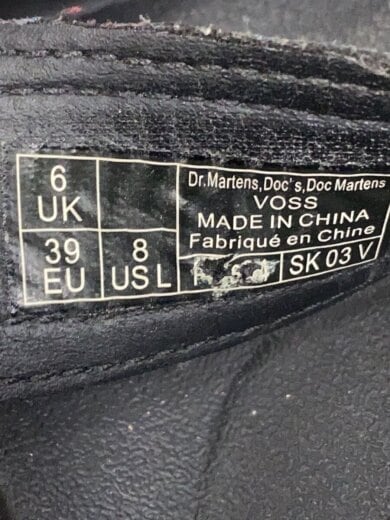 6
UK
39
EU
8
US L
Dr.Martens,Doc's,Doc Martens
VOSS
MADE IN CHINA
Fabriqué en Chine
SK 03 V